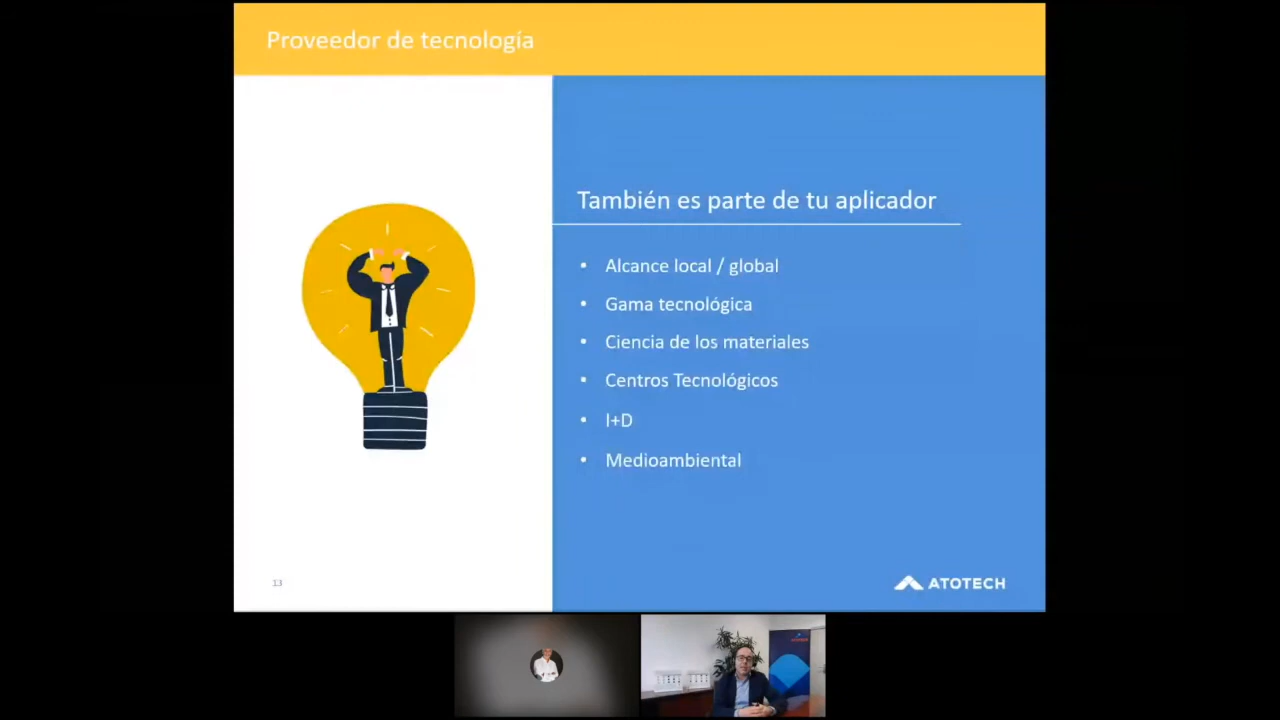 Proveedor de tecnología
También es parte de tu aplicador
• Alcance local / global
• Gama tecnológica
• Ciencia de los materiales
• Centros Tecnológicos
• I+D
• Medioambiental
13
ATOTECH